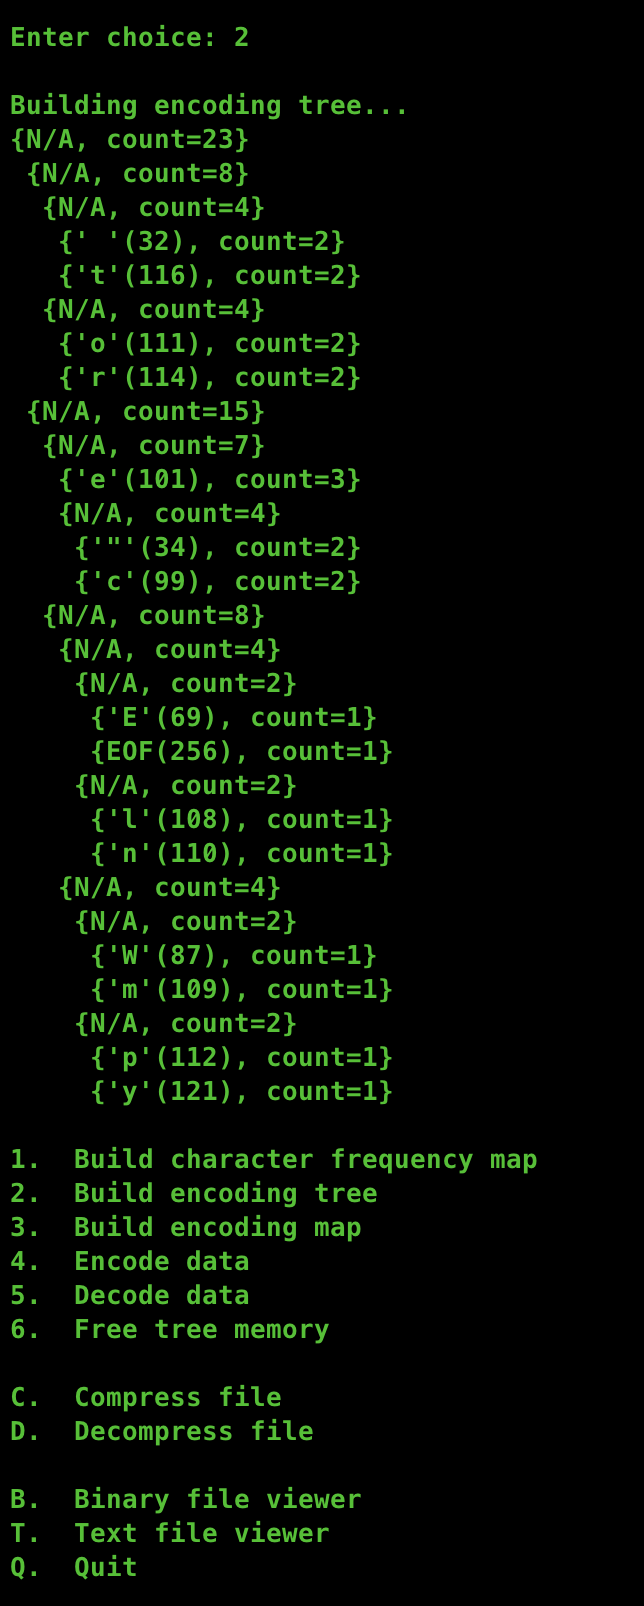 Enter choice: 2

Building encoding tree...
{N/A, count=23}
 {N/A, count=8}
  {N/A, count=4}
   {' '(32), count=2}
   {'t'(116), count=2}
  {N/A, count=4}
   {'o'(111), count=2}
   {'r'(114), count=2}
 {N/A, count=15}
  {N/A, count=7}
   {'e'(101), count=3}
   {N/A, count=4}
    {'"'(34), count=2}
    {'c'(99), count=2}
  {N/A, count=8}
   {N/A, count=4}
    {N/A, count=2}
     {'E'(69), count=1}
     {EOF(256), count=1}
    {N/A, count=2}
     {'l'(108), count=1}
     {'n'(110), count=1}
   {N/A, count=4}
    {N/A, count=2}
     {'W'(87), count=1}
     {'m'(109), count=1}
    {N/A, count=2}
     {'p'(112), count=1}
     {'y'(121), count=1}

1.  Build character frequency map
2.  Build encoding tree
3.  Build encoding map
4.  Encode data
5.  Decode data
6.  Free tree memory

C.  Compress file
D.  Decompress file

B.  Binary file viewer
T.  Text file viewer
Q.  Quit